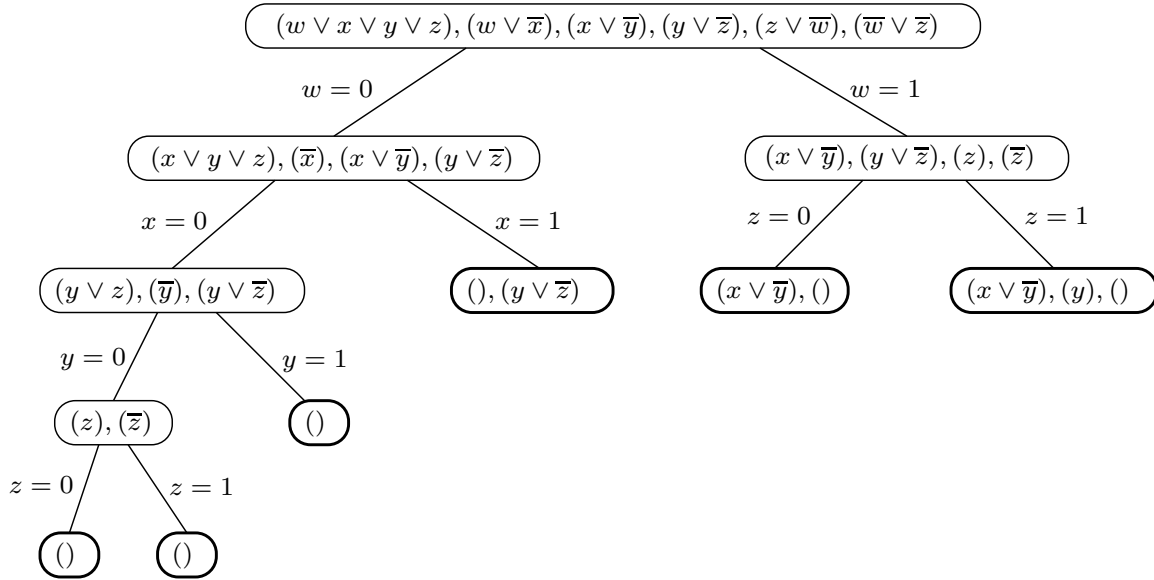 (w ∨ x ∨ y ∨ z), (w ∨ x̅), (x ∨ y̅), (y ∨ z̅), (z ∨ w̅), (w̅ ∨ z̅)
w = 0
w = 1
(x ∨ y ∨ z), (x̅), (x ∨ y̅), (y ∨ z̅)
(x ∨ y̅), (y ∨ z̅), (z), (z̅)
x = 0
x = 1
z = 0
z = 1
(y ∨ z), (y̅), (y ∨ z̅)
(), (y ∨ z̅)
(x ∨ y̅), ()
(x ∨ y̅), (y), ()
y = 0
y = 1
(z), (z̅)
()
z = 0
z = 1
()
()